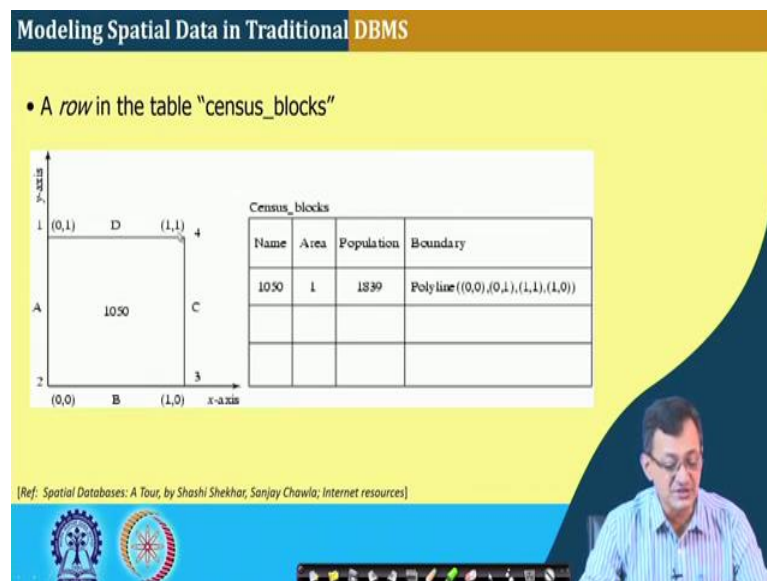 Modeling Spatial Data in Traditional DBMS
• A row in the table “census_blocks”
y-axis
1 (0,1) D (1,1) 4
A 1050 C
2 3
(0,0) B (1,0) x-axis
Census_blocks
Name Area Population Boundary
1050 1 1839 Polyline((0,0),(0,1),(1,1),(1,0))
[Ref: Spatial Databases: A Tour, by Shashi Shekhar, Sanjay Chawla; Internet resources]